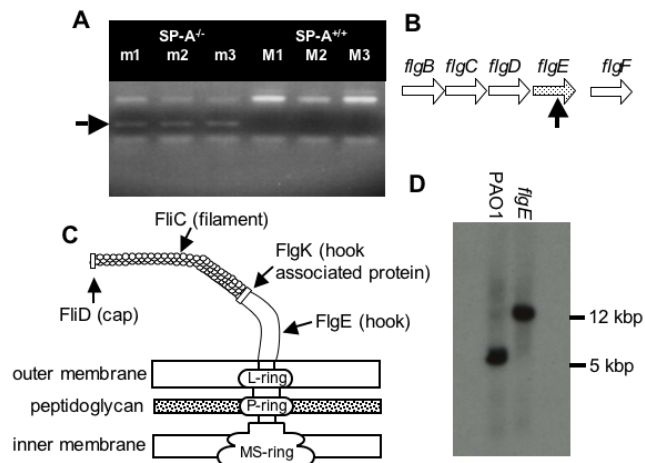 A
SP-A-/-
SP-A+/+
m1 m2 m3 M1 M2 M3
B
flgB flgC flgD flgE flgF
C
FliC (filament)
FlgK (hook
associated protein)
FliD (cap)
FlgE (hook)
outer membrane
L-ring
peptidoglycan
P-ring
inner membrane
MS-ring
D
PAO1
flgE
12 kbp
5 kbp